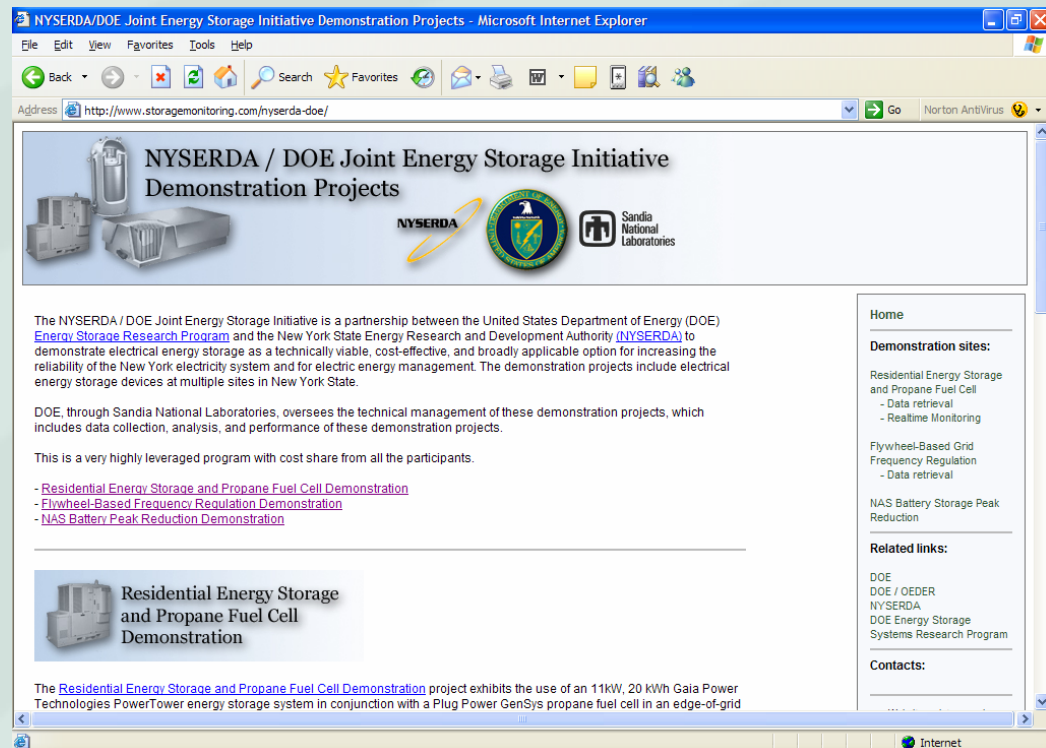 NYSERDA/DOE Joint Energy Storage Initiative Demonstration Projects - Microsoft Internet Explorer
File Edit View Favorites Tools Help
Back Search Favorites
Address http://www.storagemonitoring.com/nyserda-doe/ Go Norton AntiVirus
NYSERDA / DOE Joint Energy Storage Initiative
Demonstration Projects
NYSERDA
Sandia
National
Laboratories
The NYSERDA / DOE Joint Energy Storage Initiative is a partnership between the United States Department of Energy (DOE)
Energy Storage Research Program and the New York State Energy Research and Development Authority (NYSERDA) to
demonstrate electrical energy storage as a technically viable, cost-effective, and broadly applicable option for increasing the
reliability of the New York electricity system and for electric energy management. The demonstration projects include electrical
energy storage devices at multiple sites in New York State.
DOE, through Sandia National Laboratories, oversees the technical management of these demonstration projects, which
includes data collection, analysis, and performance of these demonstration projects.
This is a very highly leveraged program with cost share from all the participants.
- Residential Energy Storage and Propane Fuel Cell Demonstration
- Flywheel-Based Frequency Regulation Demonstration
- NAS Battery Peak Reduction Demonstration
Residential Energy Storage
and Propane Fuel Cell
Demonstration
The Residential Energy Storage and Propane Fuel Cell Demonstration project exhibits the use of an 11kW, 20 kWh Gaia Power
Technologies PowerTower energy storage system in conjunction with a Plug Power GenSys propane fuel cell in an edge-of-grid
Home
Demonstration sites:
Residential Energy Storage
and Propane Fuel Cell
- Data retrieval
- Realtime Monitoring
Flywheel-Based Grid
Frequency Regulation
- Data retrieval
NAS Battery Storage Peak
Reduction
Related links:
DOE
DOE / OEDER
NYSERDA
DOE Energy Storage
Systems Research Program
Contacts:
Internet